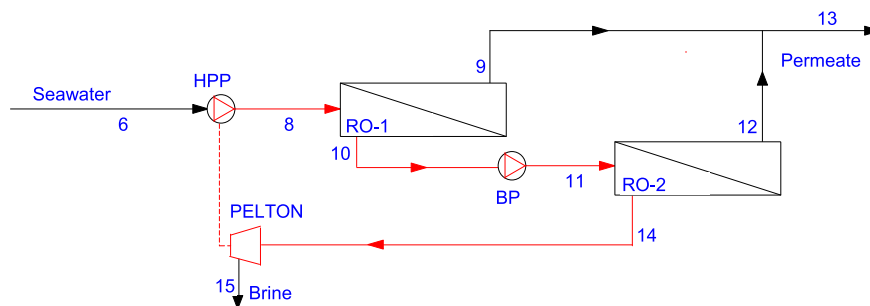 13
HPP
9
Permeate
Seawater
6
8
RO-1
12
10
11
RO-2
BP
PELTON
14
15
Brine